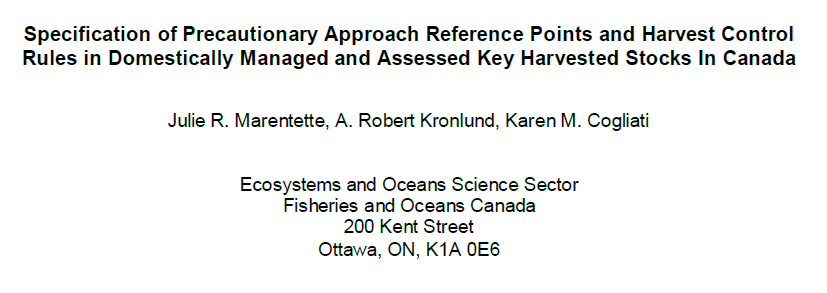 Specification of Precautionary Approach Reference Points and Harvest Control
Rules in Domestically Managed and Assessed Key Harvested Stocks In Canada
Julie R. Marentette, A. Robert Kronlund, Karen M. Cogliati
Ecosystems and Oceans Science Sector
Fisheries and Oceans Canada
200 Kent Street
Ottawa, ON, K1A 0E6